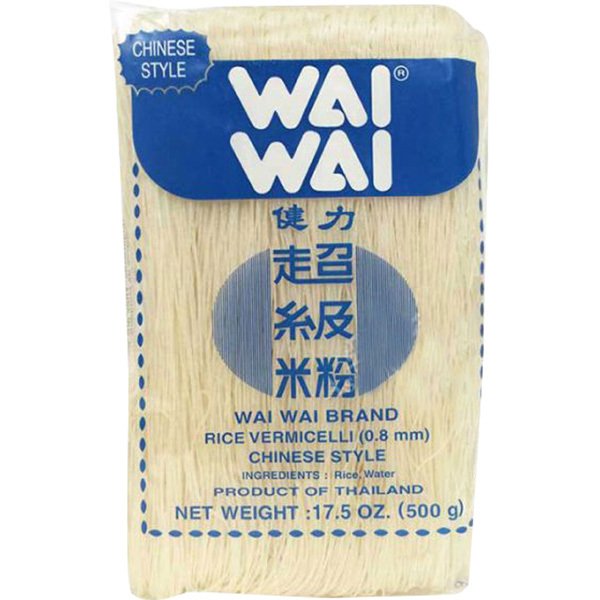 CHINESE
STYLE
WAI®
WAI
健力
超級
米粉
WAI WAI BRAND
RICE VERMICELLI (0.8 mm)
CHINESE STYLE
INGREDIENTS : Rice, Water
PRODUCT OF THAILAND
NET WEIGHT :17.5 OZ. (500 g)